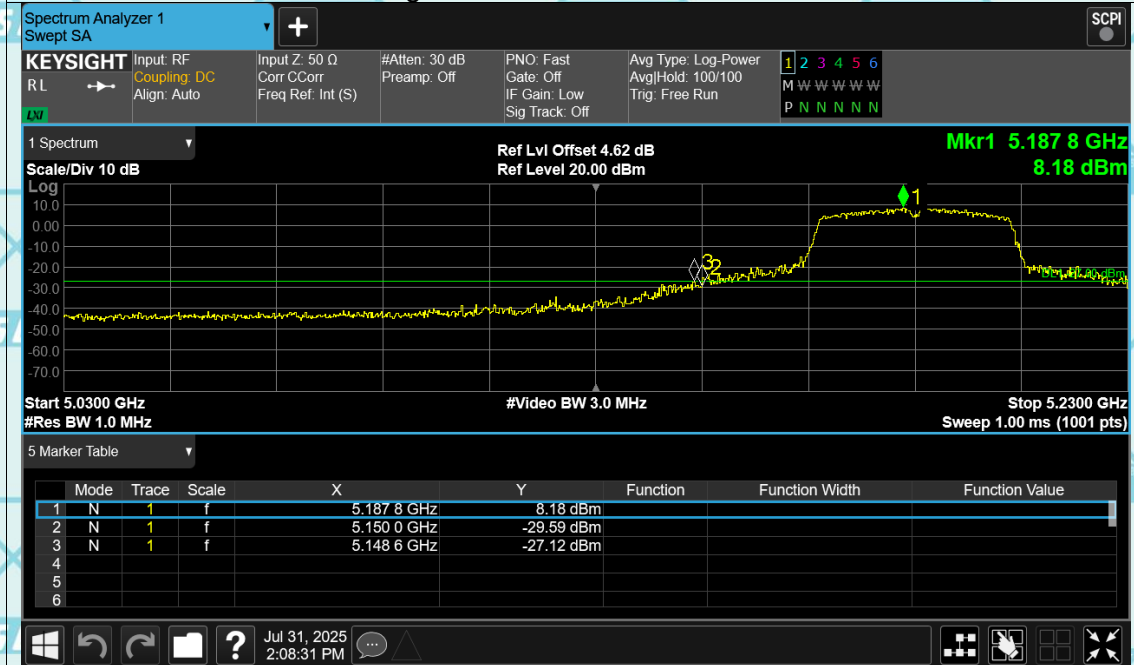 Spectrum Analyzer 1
Swept SA
+
SCPI
KEYSIGHT
R L
LXI
Input: RF
Coupling: DC
Align: Auto
Input Z: 50 Ω
Corr CCorr
Freq Ref: Int (S)
#Atten: 30 dB
Preamp: Off
PNO: Fast
Gate: Off
IF Gain: Low
Sig Track: Off
Avg Type: Log-Power
Avg|Hold: 100/100
Trig: Free Run
1 2 3 4 5 6
M W W W W W
P N N N N N
1 Spectrum
Scale/Div 10 dB
Ref Lvl Offset 4.62 dB
Ref Level 20.00 dBm
Mkr1 5.187 8 GHz
8.18 dBm
Log
10.0
0.00
-10.0
-20.0
-30.0
-40.0
-50.0
-60.0
-70.0
1
3
2
Start 5.0300 GHz
#Video BW 3.0 MHz
Stop 5.2300 GHz
#Res BW 1.0 MHz
Sweep 1.00 ms (1001 pts)
5 Marker Table
Mode Trace Scale X Y Function Function Width Function Value
1 N 1 f 5.187 8 GHz 8.18 dBm
2 N 1 f 5.150 0 GHz -29.59 dBm
3 N 1 f 5.148 6 GHz -27.12 dBm
4
5
6
?
Jul 31, 2025
2:08:31 PM